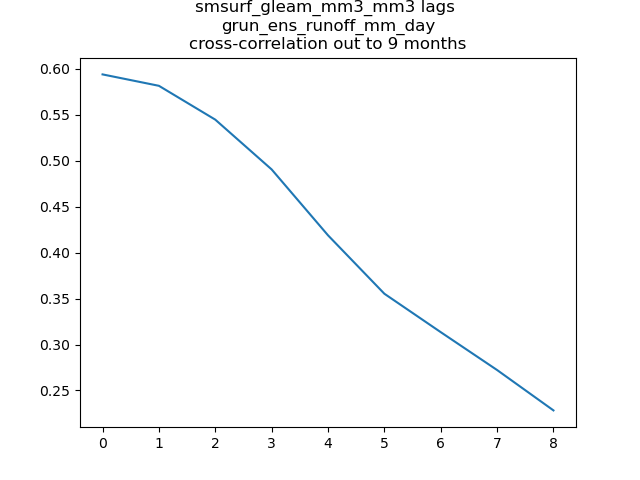 smsurf_gleam_mm3_mm3 lags
grun_ens_runoff_mm_day
cross-correlation out to 9 months
0.60
0.55
0.50
0.45
0.40
0.35
0.30
0.25
0 1 2 3 4 5 6 7 8